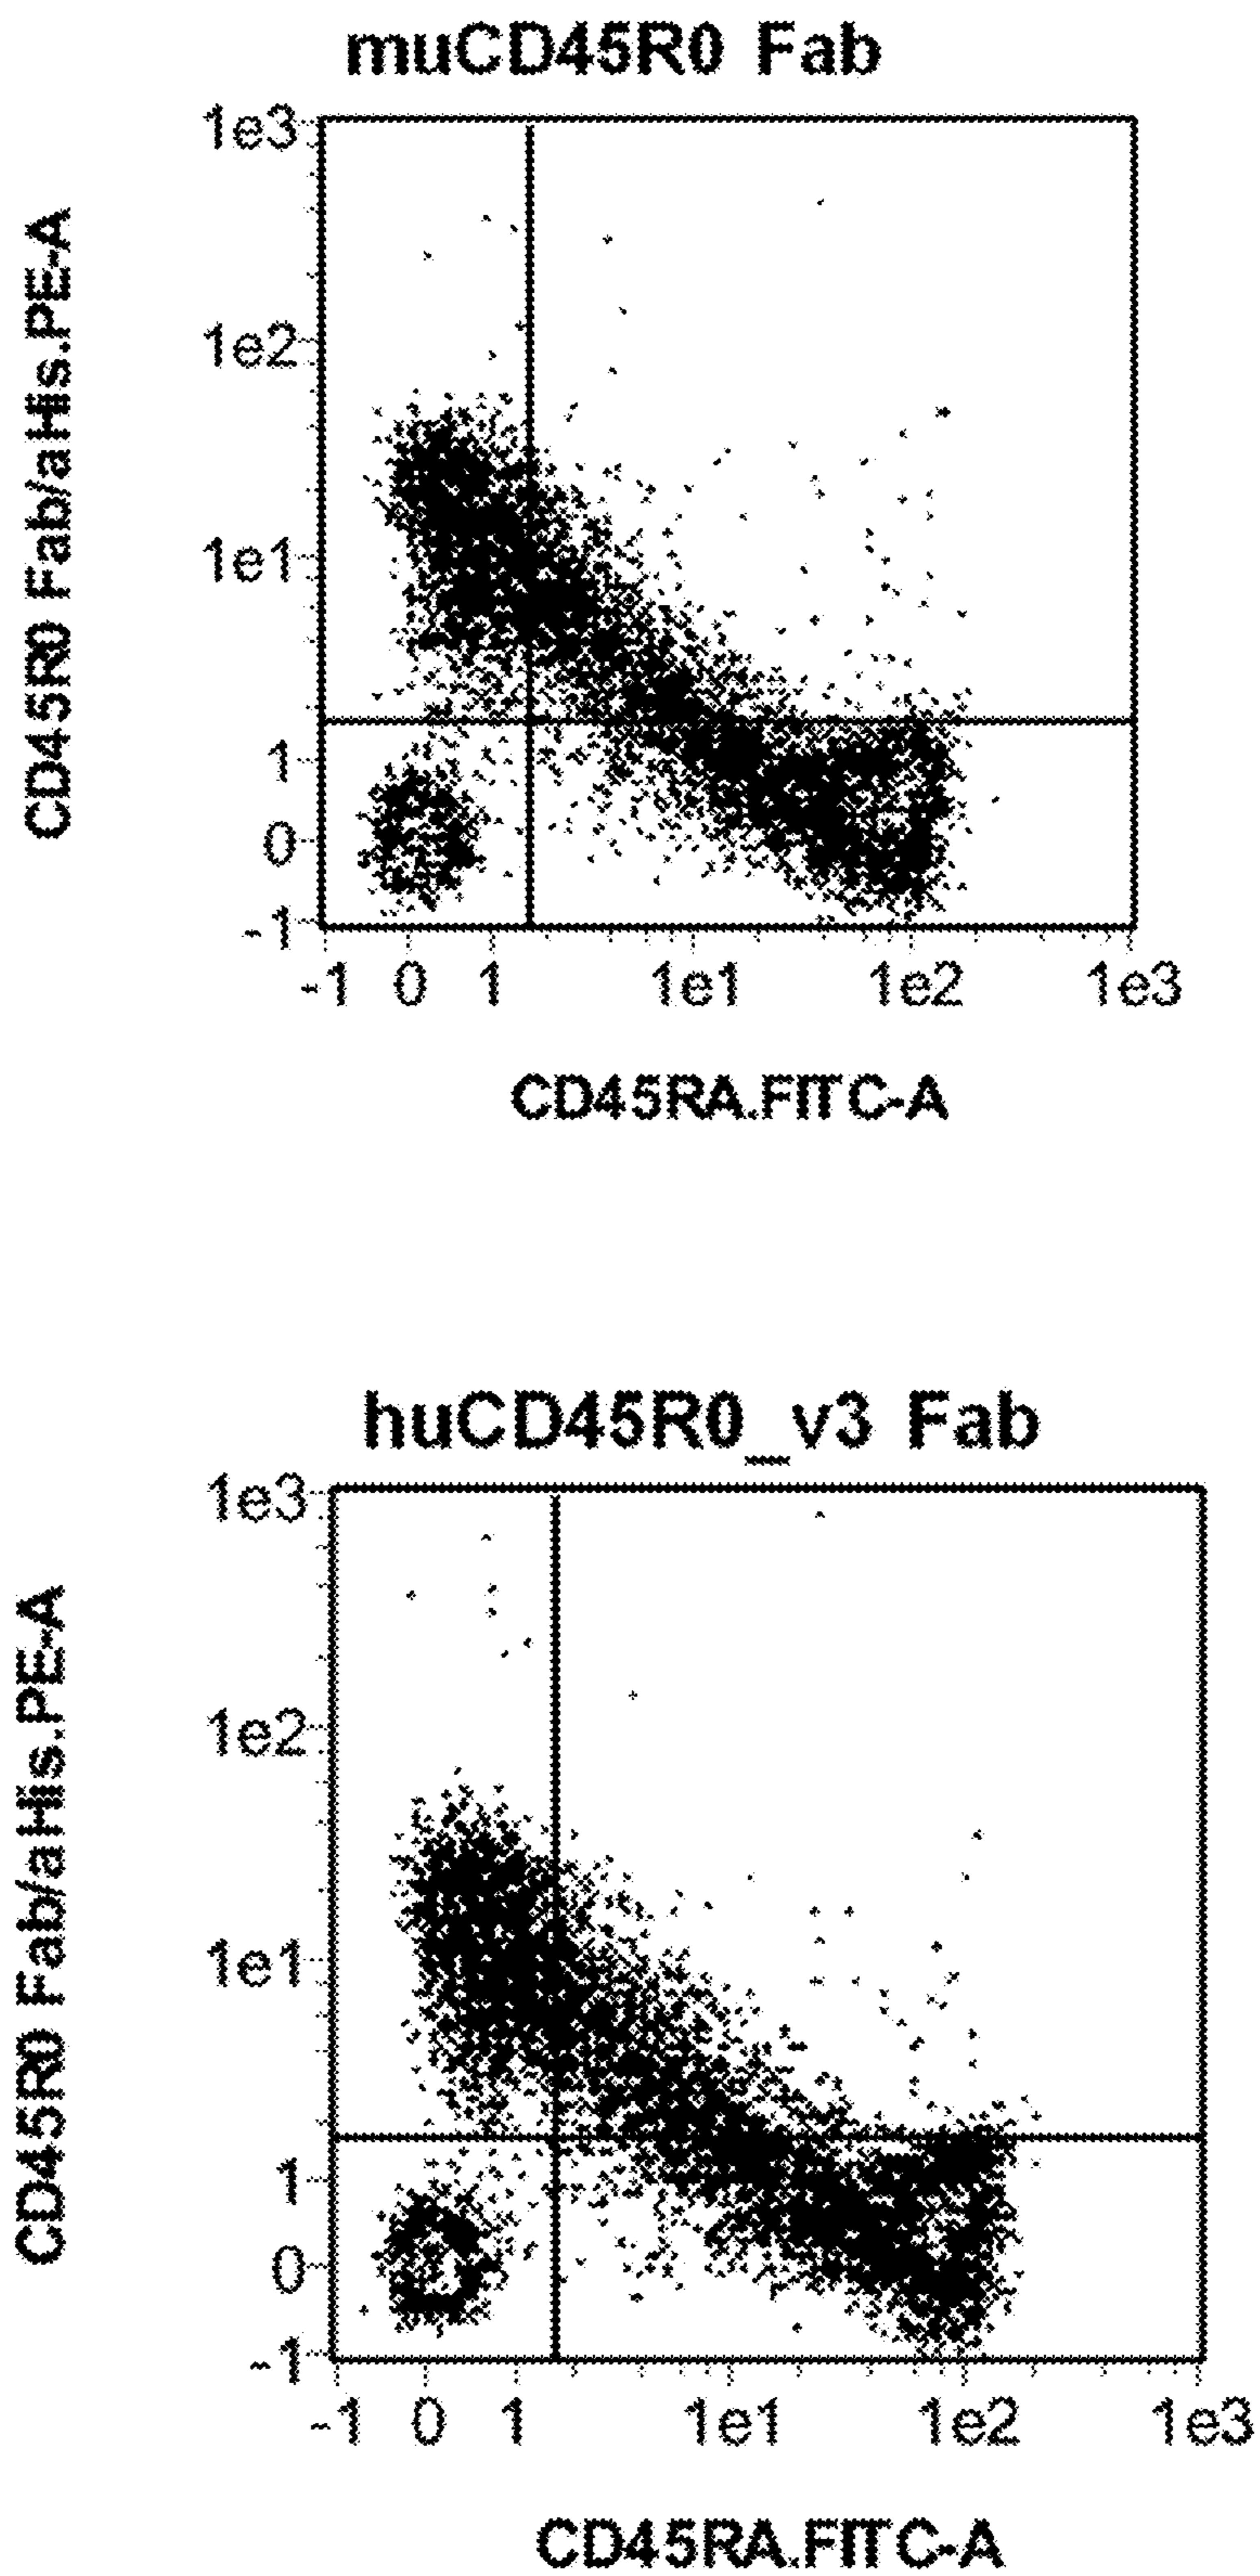 muCD45R0 Fab
CD45R0 Fab/aHis.PE-A
1e3
1e2
1e1
1
0
-1
-1 0 1 1e1 1e2 1e3
CD45RA.FITC-A
huCD45R0_v3 Fab
CD45R0 Fab/aHis.PE-A
1e3
1e2
1e1
1
0
-1
-1 0 1 1e1 1e2 1e3
CD45RA.FITC-A